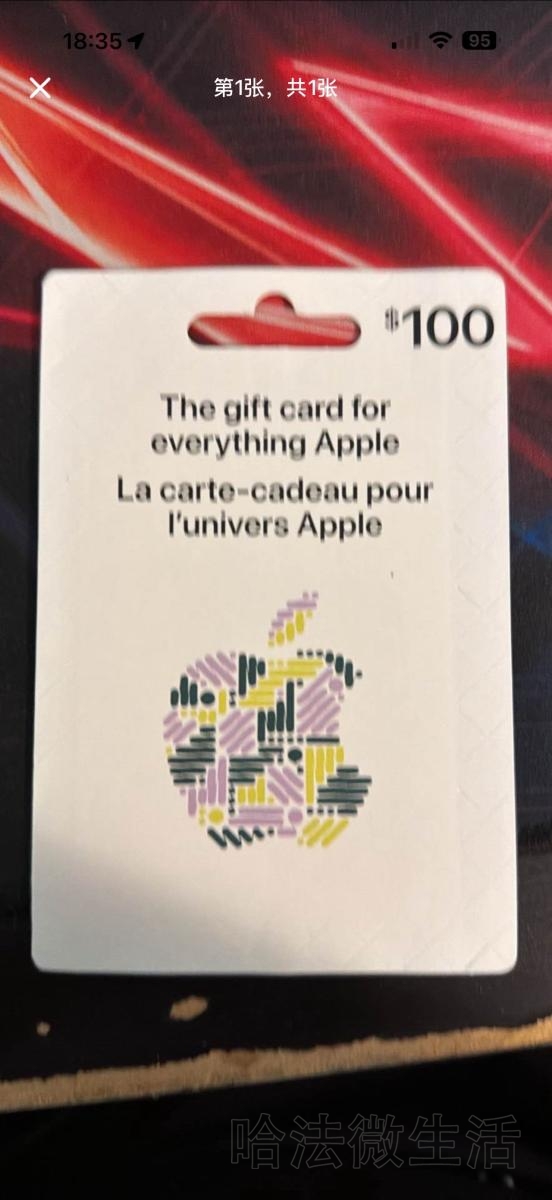 18:35
95
第1张，共1张
$100
The gift card for
everything Apple
La carte-cadeau pour
l'univers Apple
哈法微生活